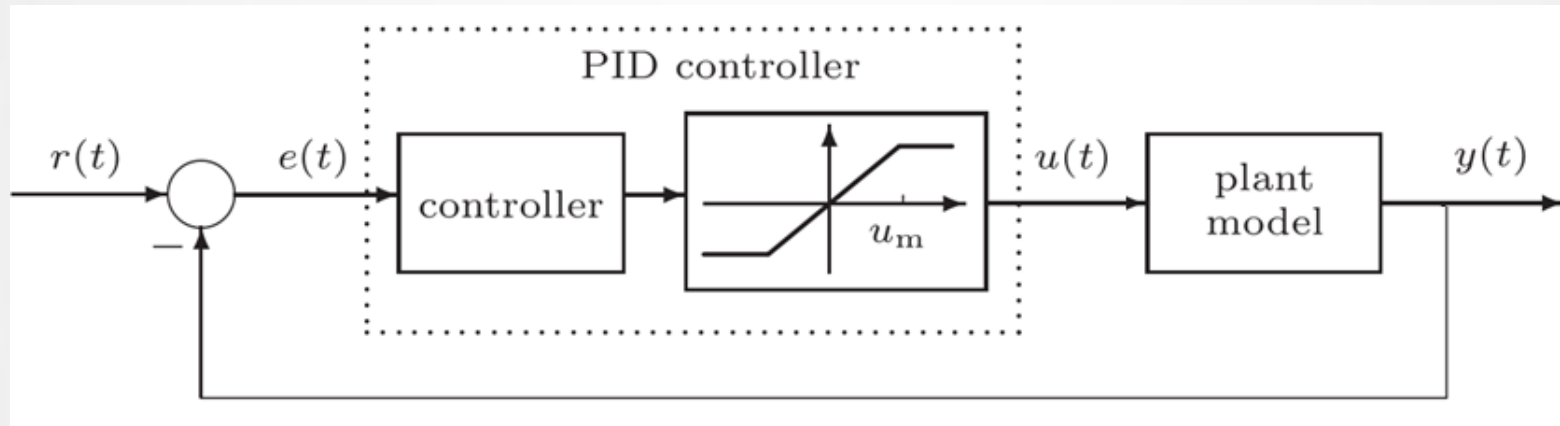 PID controller
r(t)
e(t)
controller
u_m
u(t)
plant
model
y(t)
−